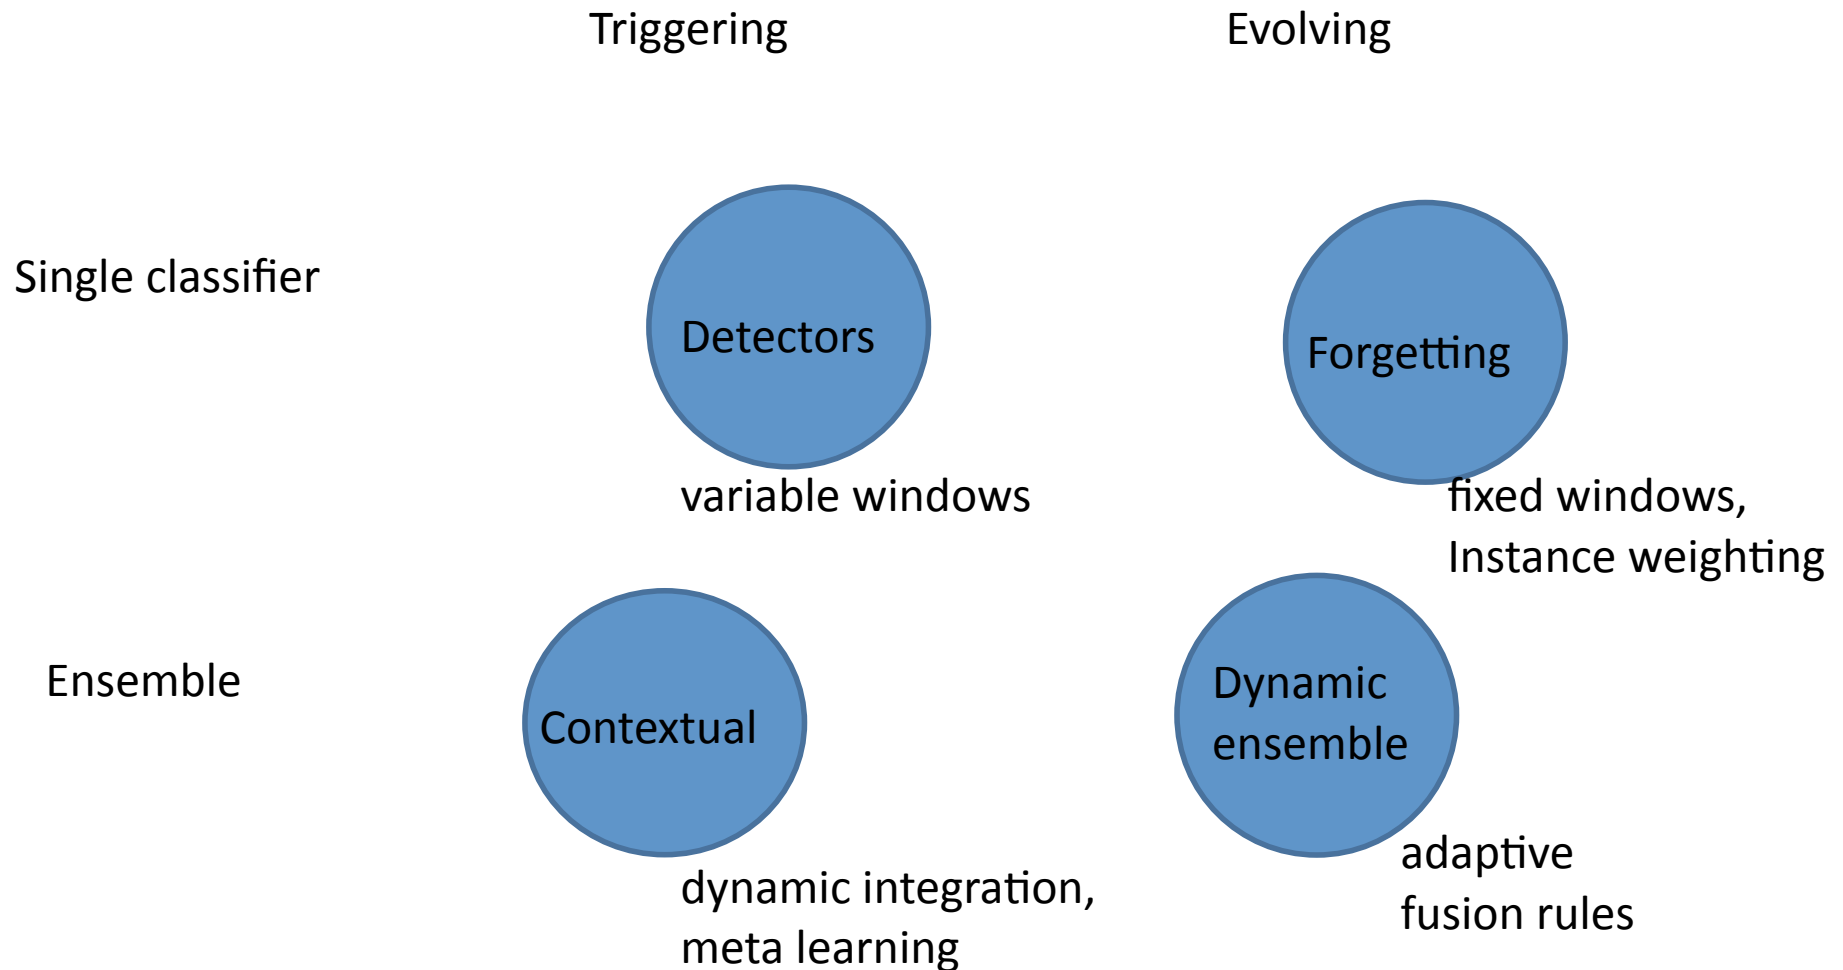 Triggering
Evolving
Single classifier
Detectors
Forgetting
variable windows
fixed windows,
Instance weighting
Ensemble
Contextual
Dynamic
ensemble
dynamic integration,
meta learning
adaptive
fusion rules